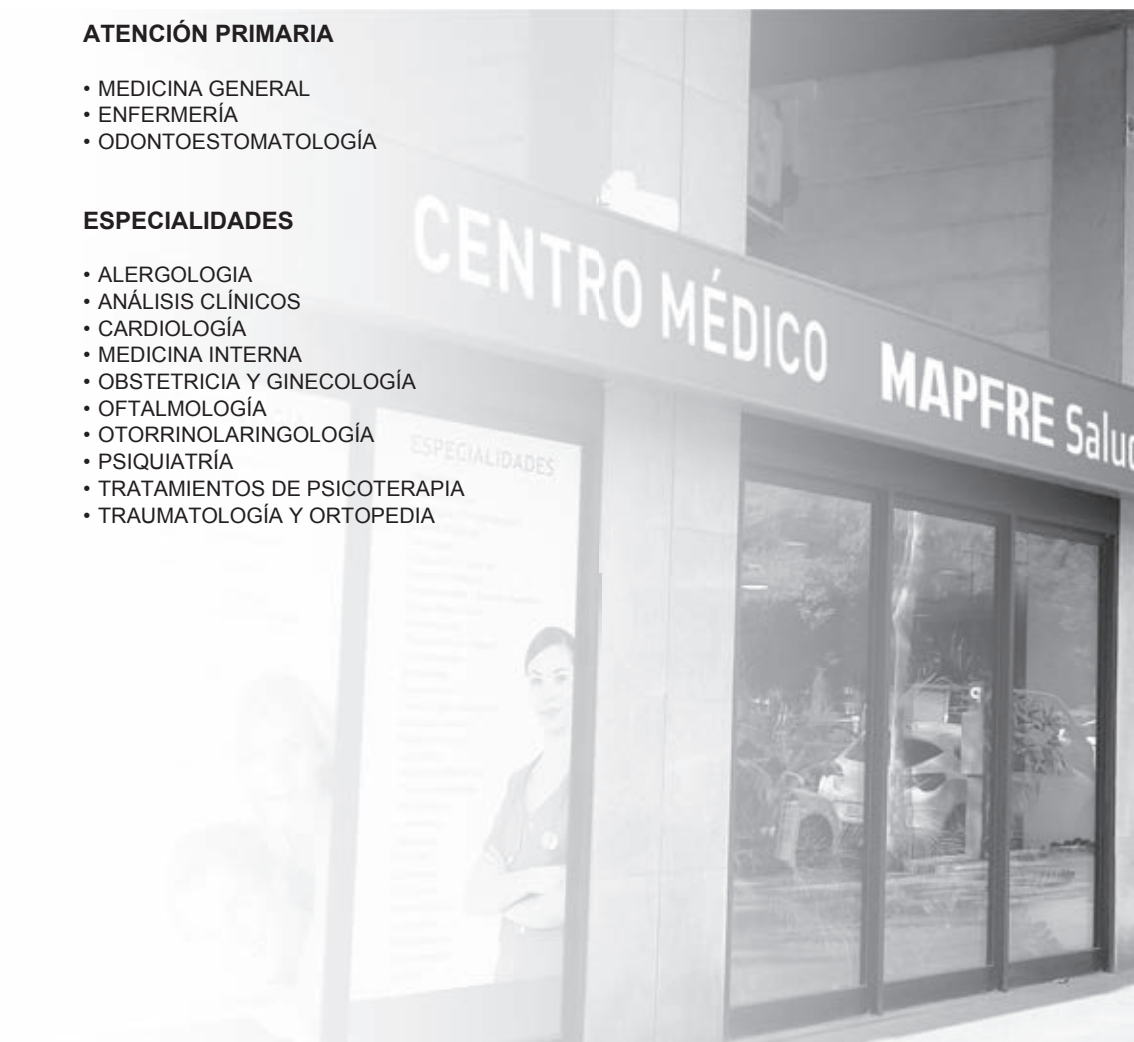 ATENCIÓN PRIMARIA
• MEDICINA GENERAL
• ENFERMERÍA
• ODONTOESTOMATOLOGÍA
ESPECIALIDADES
• ALERGOLOGIA
• ANÁLISIS CLÍNICOS
• CARDIOLOGÍA
• MEDICINA INTERNA
• OBSTETRICIA Y GINECOLOGÍA
• OFTALMOLOGÍA
• OTORRINOLARINGOLOGÍA
• PSIQUIATRÍA
• TRATAMIENTOS DE PSICOTERAPIA
• TRAUMATOLOGÍA Y ORTOPEDIA
CENTRO MÉDICO MAPFRE Salud
ESPECIALIDADES